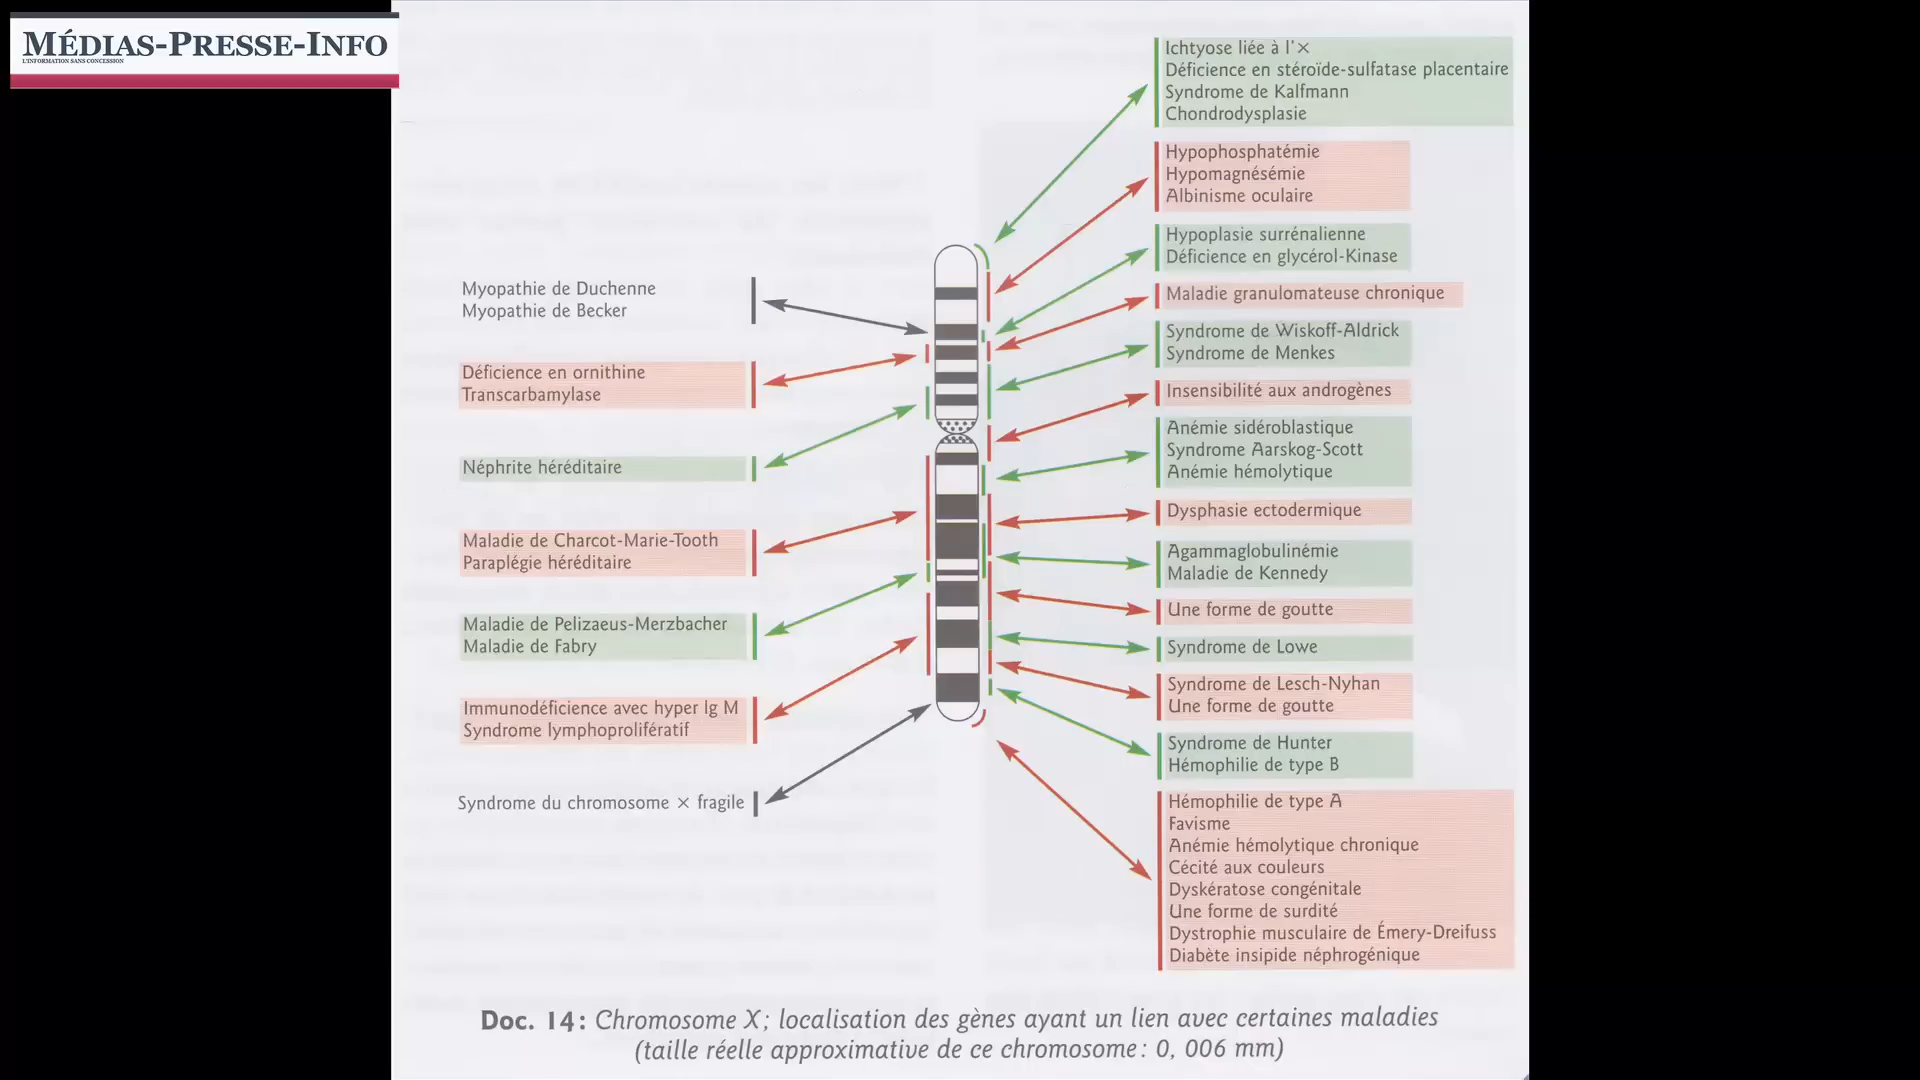 MÉDIAS-PRESSE-INFO
L'INFORMATION SANS CONCESSION
Myopathie de Duchenne
Myopathie de Becker
Déficience en ornithine
Transcarbamylase
Néphrite héréditaire
Maladie de Charcot-Marie-Tooth
Paraplégie héréditaire
Maladie de Pelizaeus-Merzbacher
Maladie de Fabry
Immunodéficience avec hyper Ig M
Syndrome lymphoprolifératif
Syndrome du chromosome × fragile
Ichtyose liée à l'×
Déficience en stéroïde-sulfatase placentaire
Syndrome de Kalfmann
Chondrodysplasie
Hypophosphatémie
Hypomagnésémie
Albinisme oculaire
Hypoplasie surrénalienne
Déficience en glycérol-Kinase
Maladie granulomateuse chronique
Syndrome de Wiskoff-Aldrick
Syndrome de Menkes
Insensibilité aux androgènes
Anémie sidéroblastique
Syndrome Aarskog-Scott
Anémie hémolytique
Dysphasie ectodermique
Agammaglobulinémie
Maladie de Kennedy
Une forme de goutte
Syndrome de Lowe
Syndrome de Lesch-Nyhan
Une forme de goutte
Syndrome de Hunter
Hémophilie de type B
Hémophilie de type A
Favisme
Anémie hémolytique chronique
Cécité aux couleurs
Dyskératose congénitale
Une forme de surdité
Dystrophie musculaire de Émery-Dreifuss
Diabète insipide néphrogénique
Doc. 14 : Chromosome X ; localisation des gènes ayant un lien avec certaines maladies
(taille réelle approximative de ce chromosome : 0, 006 mm)